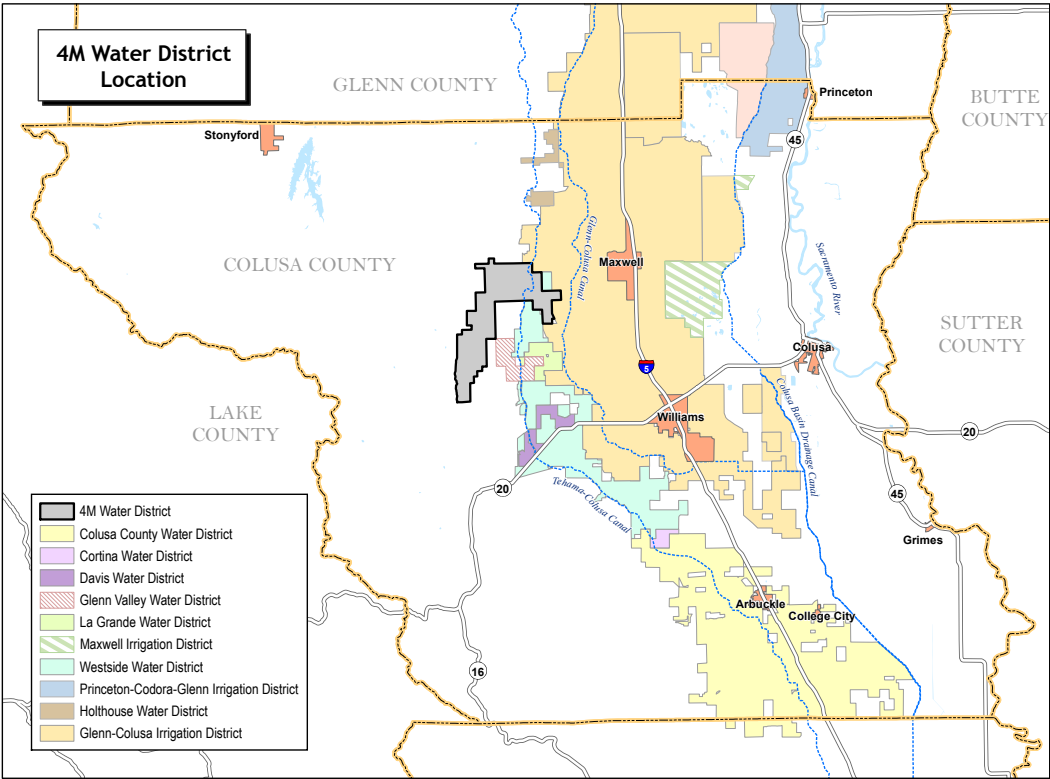 4M Water District
Location
GLENN COUNTY
BUTTE
COUNTY
Princeton
Stonyford
45
COLUSA COUNTY
Glenn-Colusa Canal
Maxwell
Sacramento River
SUTTER
COUNTY
Colusa
5
LAKE
COUNTY
Williams
Colusa Basin Drainage Canal
20
20
Tehama-Colusa Canal
45
Grimes
Arbuckle
College City
16
4M Water District
Colusa County Water District
Cortina Water District
Davis Water District
Glenn Valley Water District
La Grande Water District
Maxwell Irrigation District
Westside Water District
Princeton-Codora-Glenn Irrigation District
Holthouse Water District
Glenn-Colusa Irrigation District